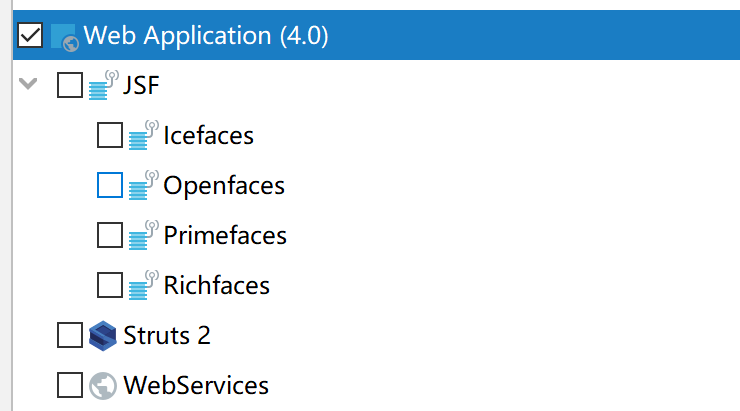 Web Application (4.0)
JSF
Icefaces
Openfaces
Primefaces
Richfaces
Struts 2
WebServices